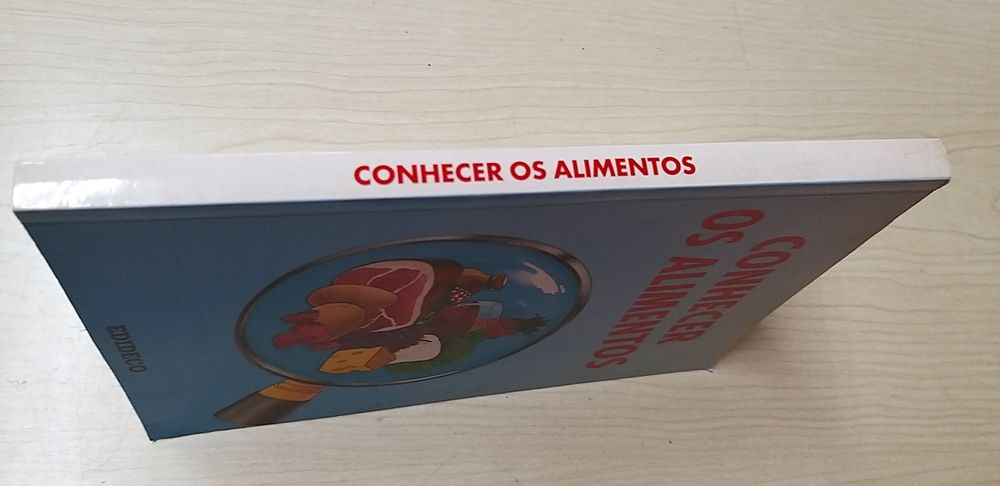 CONHECER OS ALIMENTOS
CONHECER
OS ALIMENTOS
EDIDECO